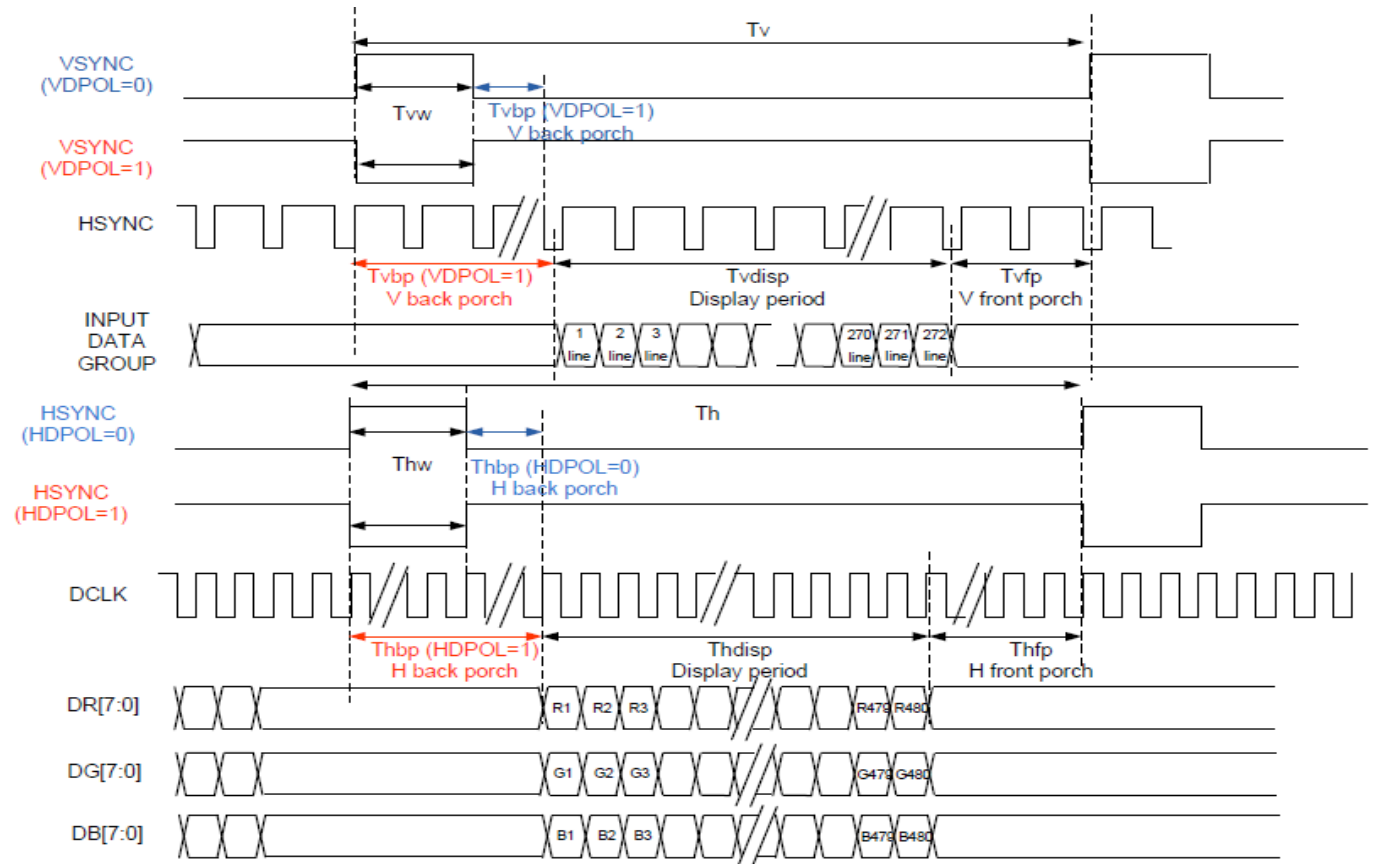 Tv
VSYNC
(VDPOL=0)
Tvw
Tvbp (VDPOL=1)
V back porch
VSYNC
(VDPOL=1)
HSYNC
Tvbp (VDPOL=1)
V back porch
Tvdisp
Display period
Tvfp
V front porch
INPUT
DATA
GROUP
1 line
2 line
3 line
270 line
271 line
272 line
HSYNC
(HDPOL=0)
Th
Thw
Thbp (HDPOL=0)
H back porch
HSYNC
(HDPOL=1)
DCLK
Thbp (HDPOL=1)
H back porch
Thdisp
Display period
Thfp
H front porch
DR[7:0]
R1 R2 R3 R479 R480
DG[7:0]
G1 G2 G3 G479 G480
DB[7:0]
B1 B2 B3 B479 B480